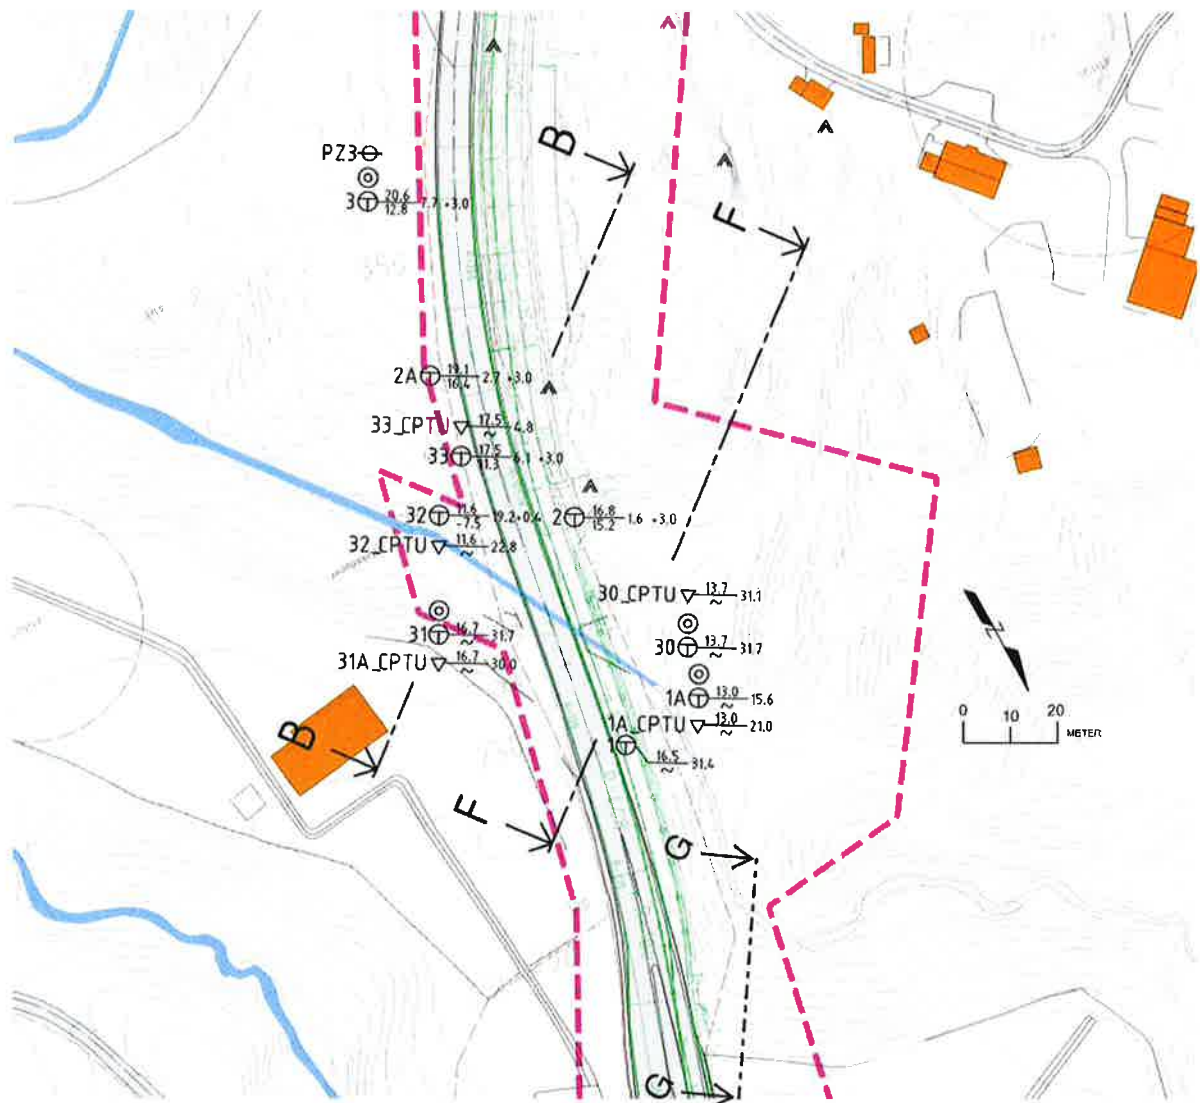 B
PZ3
3 20.6 7.7 +3.0
12.8
F
2A 19.1 2.7 +3.0
16.4
33_CPTU 17.5 4.8
~
33 17.5 6.1 +3.0
11.3
32 11.6 19.2+0.4
-7.5
2 16.8 1.6 +3.0
15.2
32_CPTU 11.6 22.8
~
30_CPTU 13.7 31.1
~
31 16.7 31.7
~
30 13.7 31.7
~
31A_CPTU 16.7 30.0
~
1A 13.0 15.6
~
N
1A_CPTU 13.0 21.0
~
0 10 20
METER
B
1 16.5 31.4
~
F
G
G